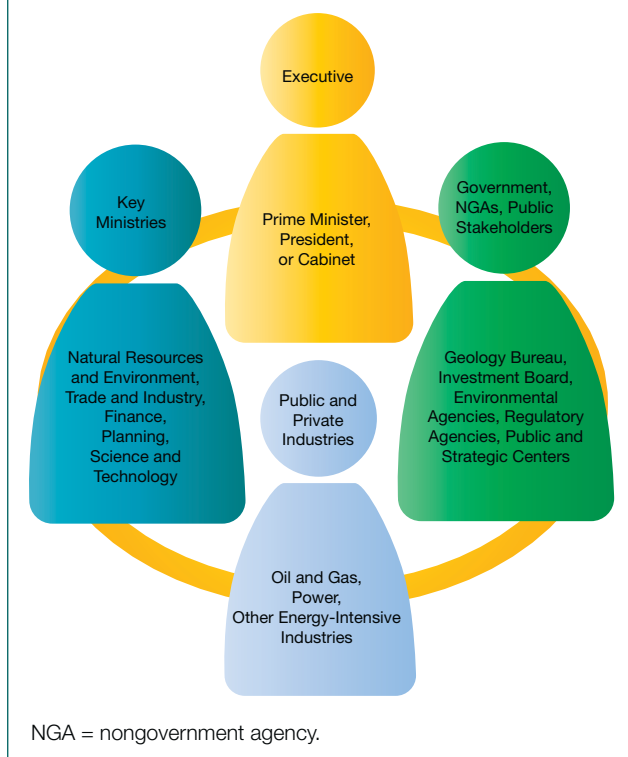 Executive
Prime Minister,
President,
or Cabinet
Key
Ministries
Natural Resources
and Environment,
Trade and Industry,
Finance,
Planning,
Science and
Technology
Government,
NGAs, Public
Stakeholders
Geology Bureau,
Investment Board,
Environmental
Agencies, Regulatory
Agencies, Public and
Strategic Centers
Public and
Private
Industries
Oil and Gas,
Power,
Other Energy-Intensive
Industries
NGA = nongovernment agency.